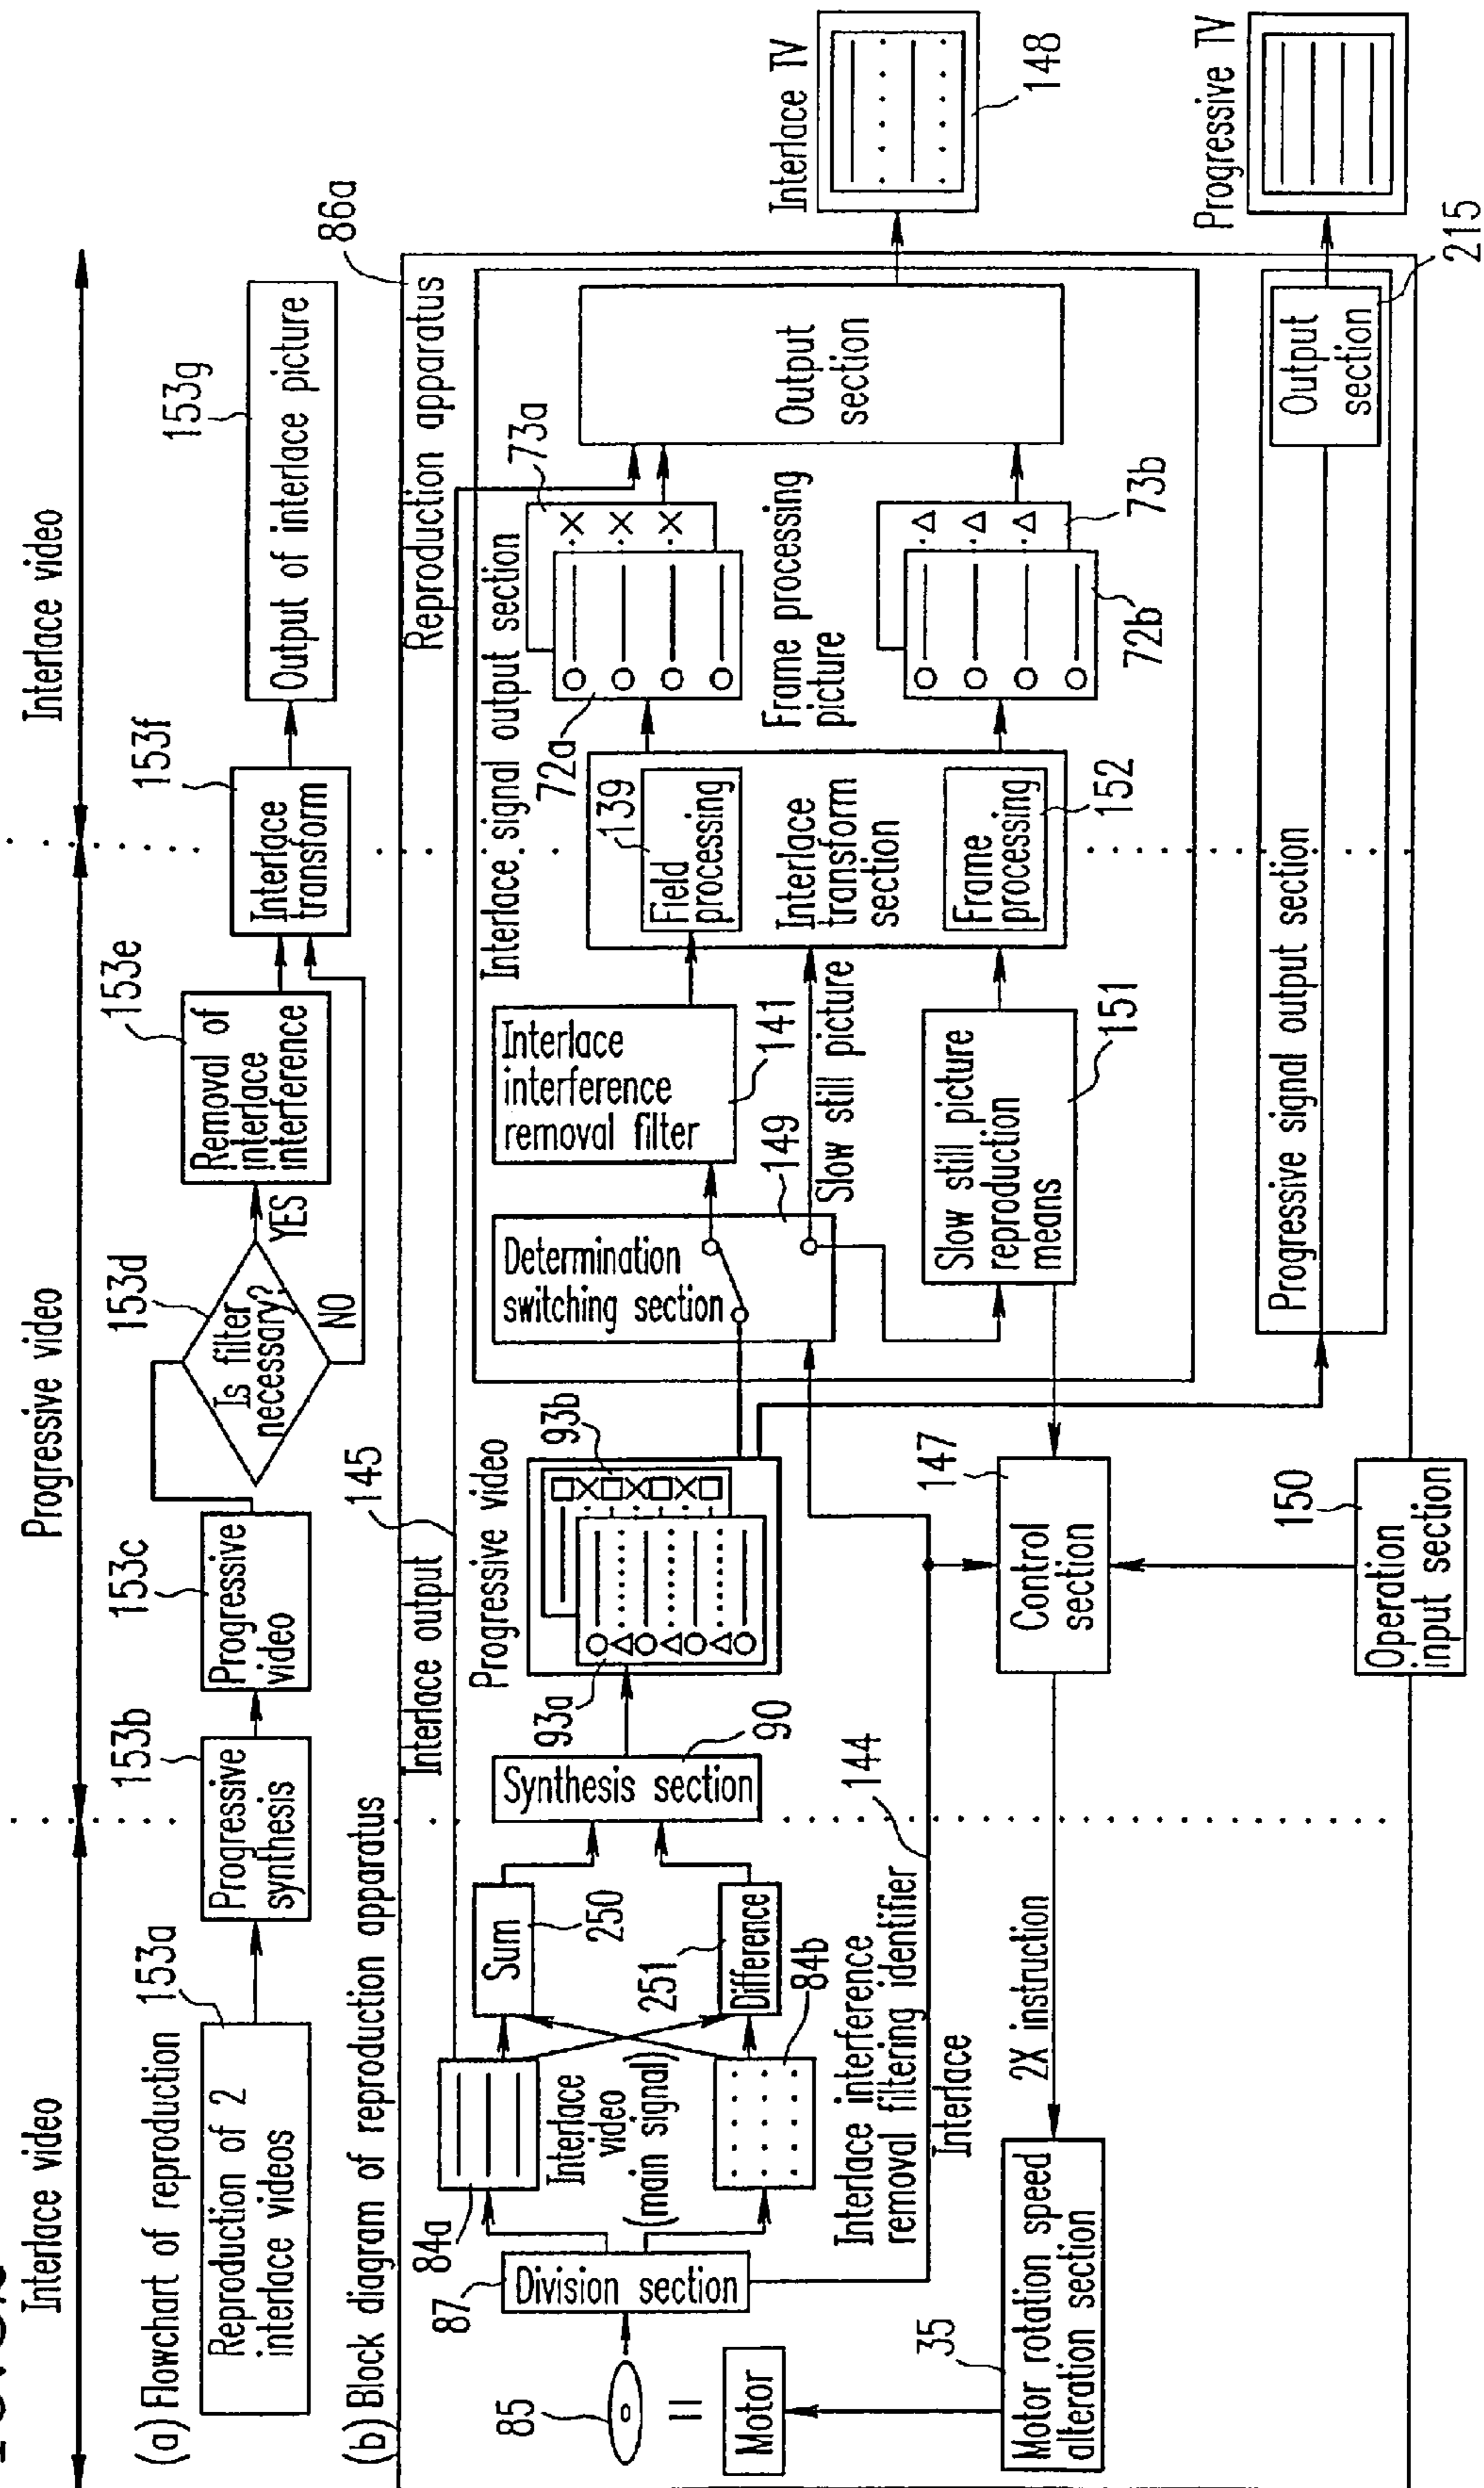 Interlace video
Progressive video
Interlace video
(a) Flowchart of reproduction
153a
Reproduction of 2
interlace videos
153b
Progressive
synthesis
153c
Progressive
video
153d
Is filter
necessary?
YES
NO
153e
Removal of
interlace
interference
153f
Interlace
transform
153g
Output of interlace picture
(b) Block diagram of reproduction apparatus
Interlace output
145
Reproduction apparatus
86a
85
Motor
87
Division section
84a
Interlace
video
(main signal)
84b
Sum
250
251
Difference
Synthesis section
90
Progressive video
93a
93b
Interlace signal output section
Determination
switching section
149
Interlace
interference
removal filter
141
Slow still picture
Slow still picture
reproduction
means
151
139
Field
processing
Interlace
transform
section
Frame
processing
152
72a
73a
Frame processing
picture
72b
73b
Output
section
Interlace TV
148
Interlace interference
removal filtering identifier
144
Interlace
35
Motor rotation speed
alteration section
2X instruction
147
Control
section
150
Operation
input section
Progressive signal output section
Output
section
215
Progressive TV